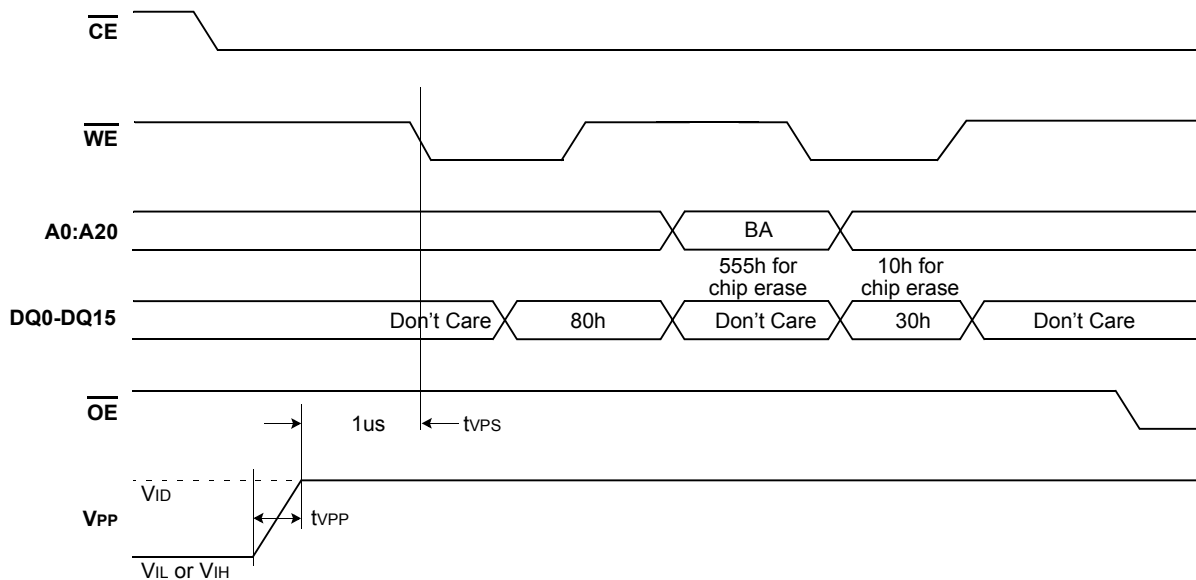 CE
WE
A0:A20
BA
555h for
chip erase
10h for
chip erase
DQ0-DQ15
Don't Care
80h
Don't Care
30h
Don't Care
OE
1us
tVPS
VID
VPP
tVPP
VIL or VIH